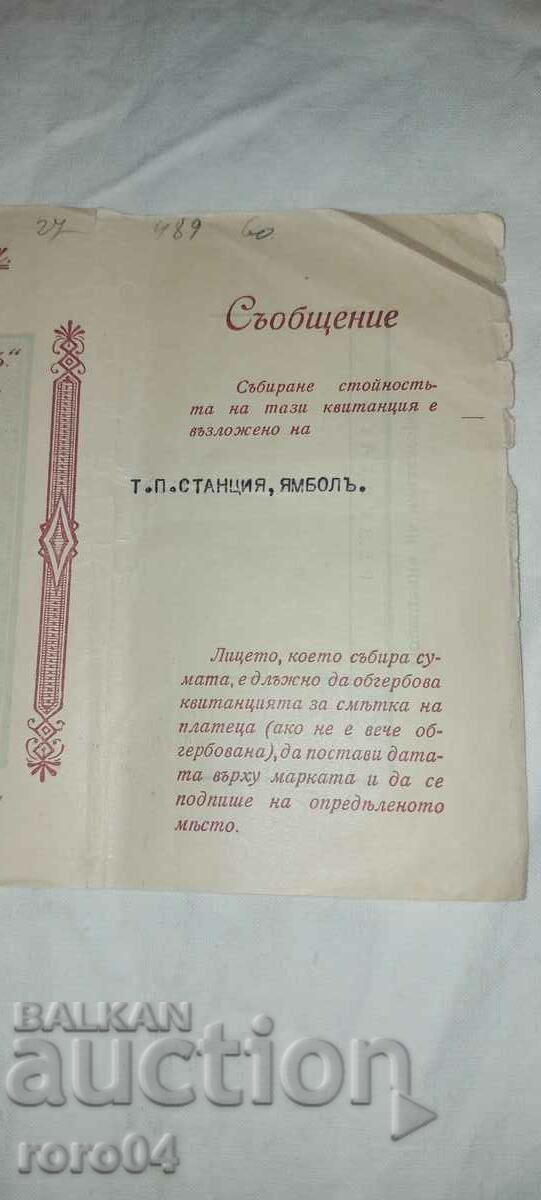 27 489 60
Съобщение
ъ.“
Събиране стойностъ-
та на тази квитанция е
възложено на
Т.П.СТАНЦИЯ, ЯМБОЛЪ.
Лицето, което събира су-
мата, е длъжно да обгербова
квитанцията за смѣтка на
платеца (ако не е вече об-
гербована), да постави дата-
та върху марката и да се
подпише на опредѣленото
мѣсто.
BALKAN
auction
roro04